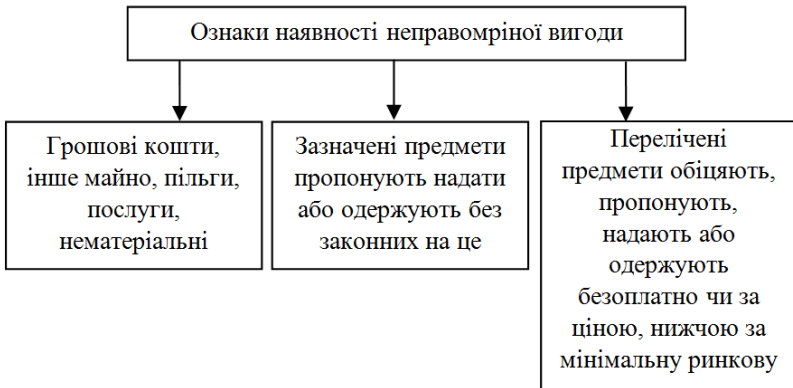 Ознаки наявності неправомріної вигоди
Грошові кошти,
інше майно, пільги,
послуги,
нематеріальні
Зазначені предмети
пропонують надати
або одержують без
законних на це
Перелічені
предмети обіцяють,
пропонують,
надають або
одержують
безоплатно чи за
ціною, нижчою за
мінімальну ринкову